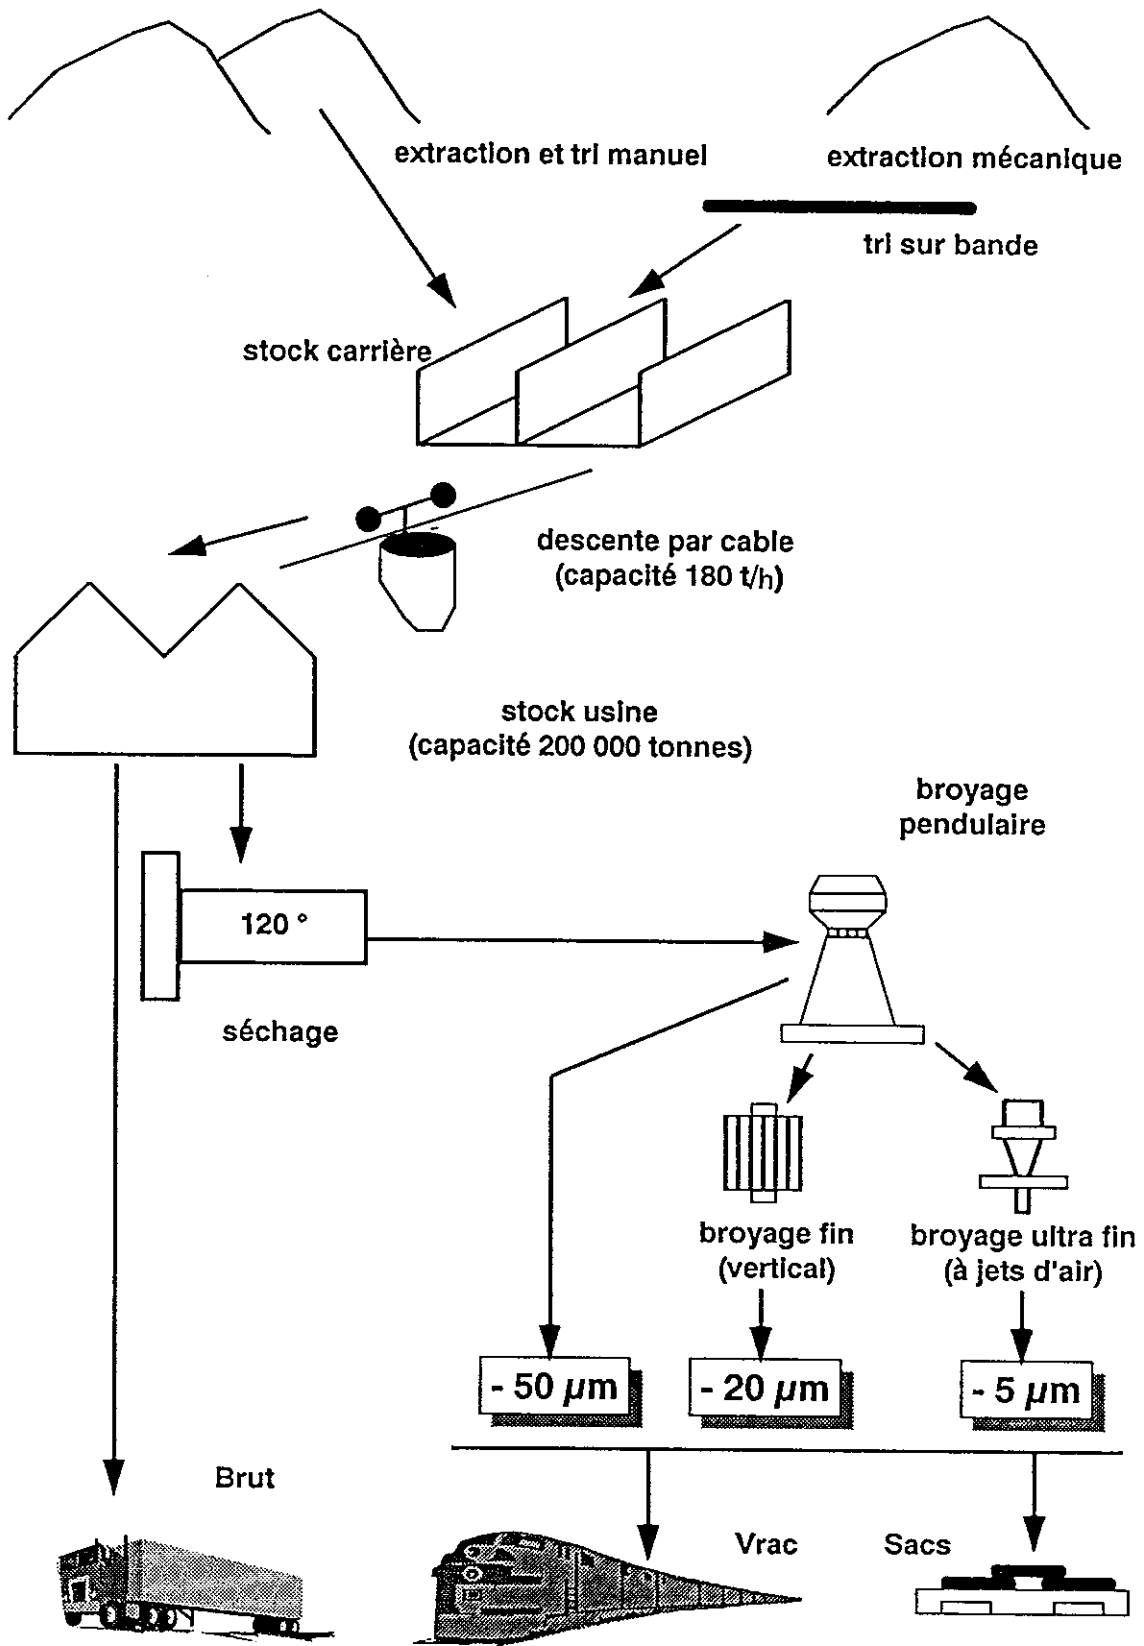 extraction et tri manuel
extraction mécanique
tri sur bande
stock carrière
descente par cable
(capacité 180 t/h)
stock usine
(capacité 200 000 tonnes)
broyage
pendulaire
120 °
séchage
broyage fin
(vertical)
broyage ultra fin
(à jets d'air)
- 50 µm
- 20 µm
- 5 µm
Brut
Vrac
Sacs